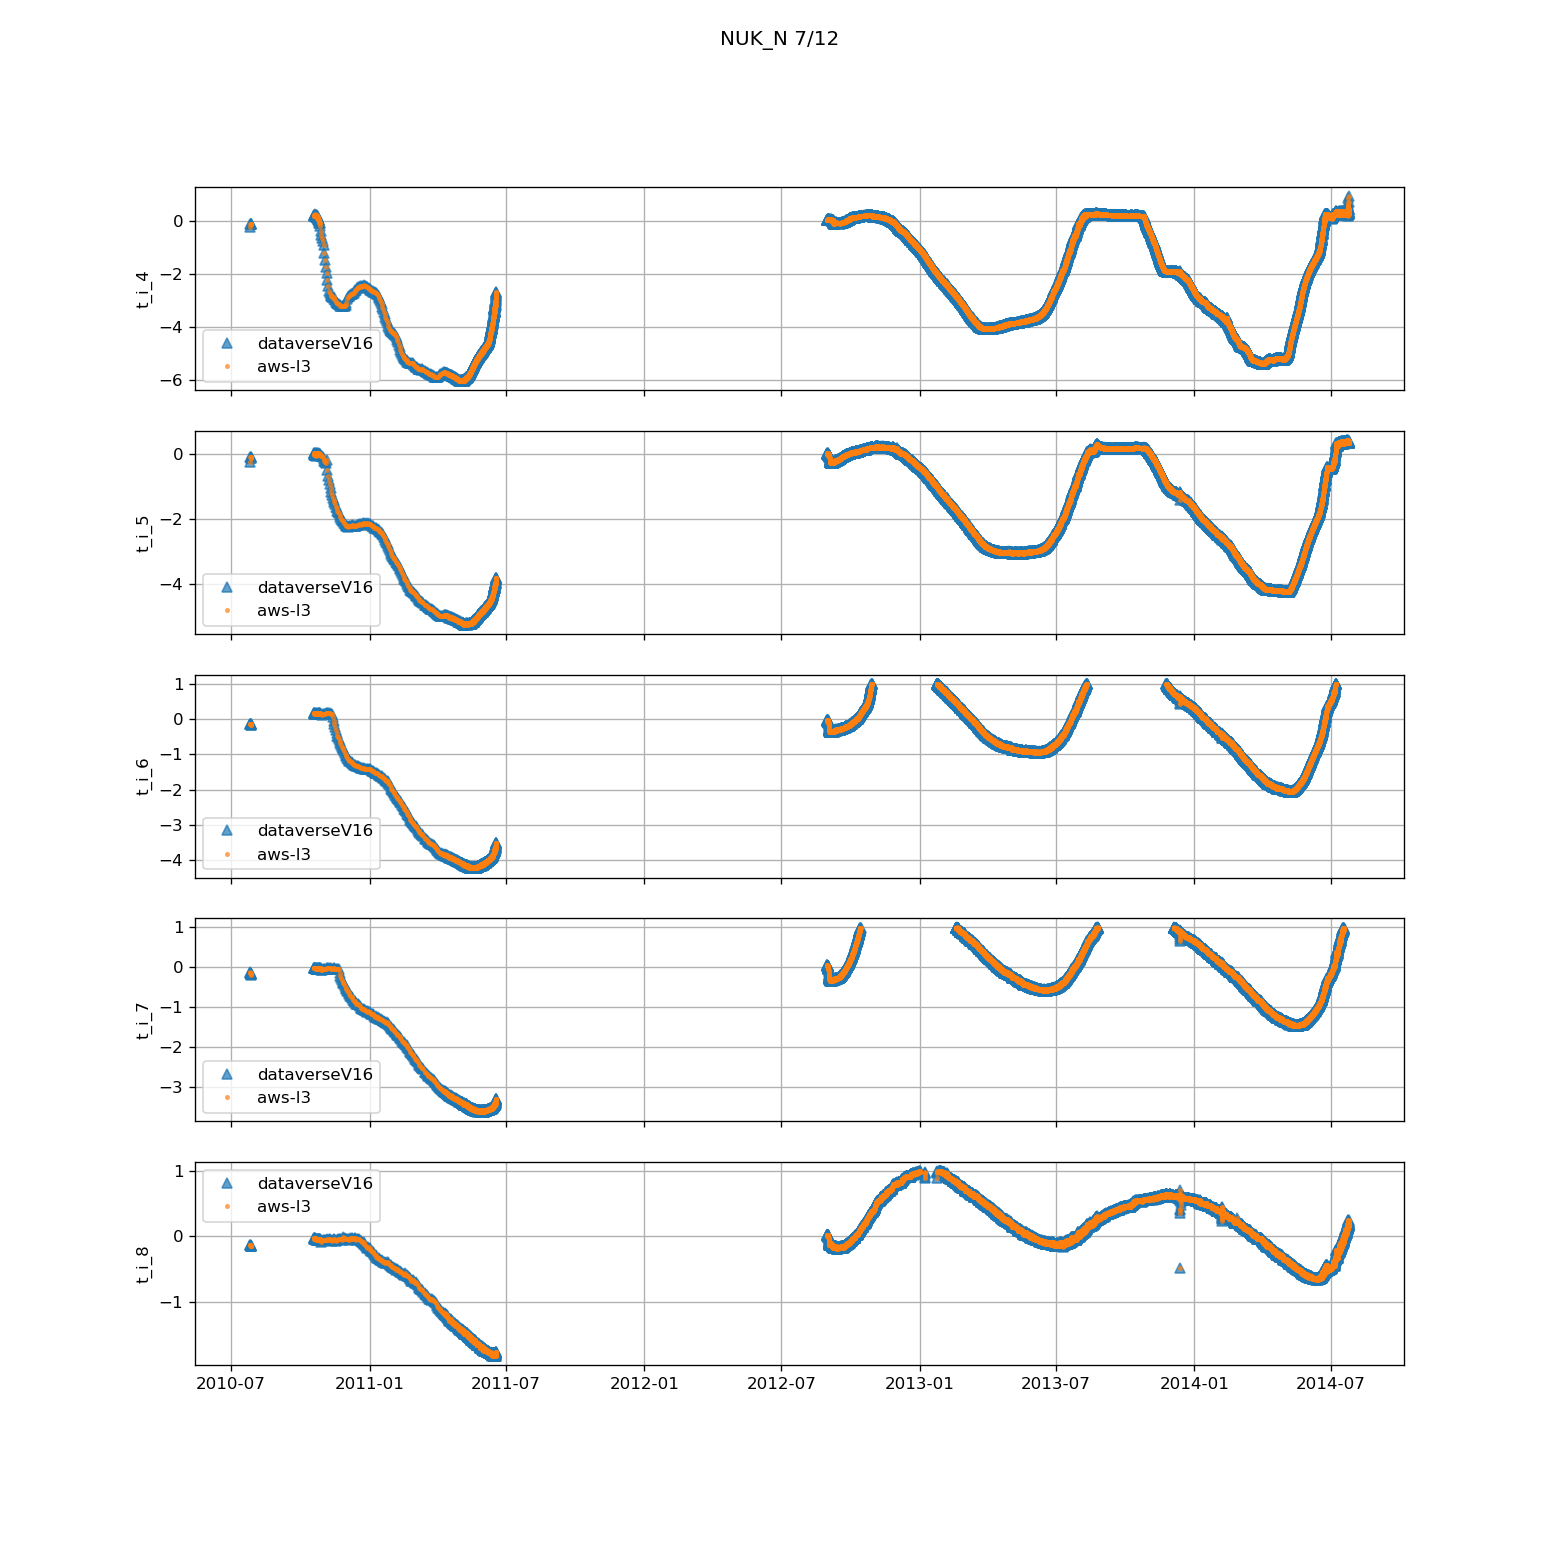 NUK_N 7/12
0
−2
−4
−6
t_i_4
dataverseV16
aws-l3
0
−2
−4
t_i_5
dataverseV16
aws-l3
1
0
−1
−2
−3
−4
t_i_6
dataverseV16
aws-l3
1
0
−1
−2
−3
t_i_7
dataverseV16
aws-l3
1
0
−1
t_i_8
dataverseV16
aws-l3
2010-07 2011-01 2011-07 2012-01 2012-07 2013-01 2013-07 2014-01 2014-07